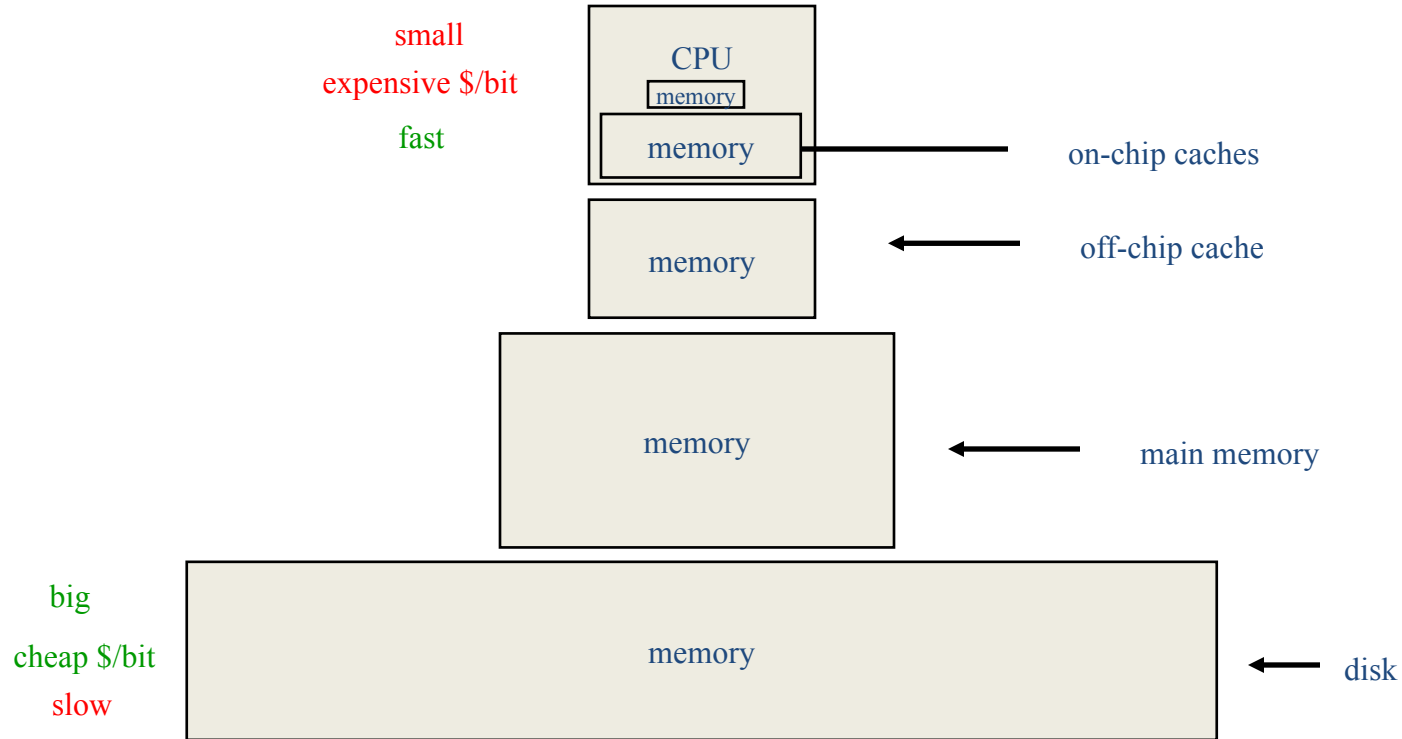 small
expensive $/bit
fast
CPU
memory
memory
on-chip caches
memory
off-chip cache
memory
main memory
big
cheap $/bit
slow
memory
disk